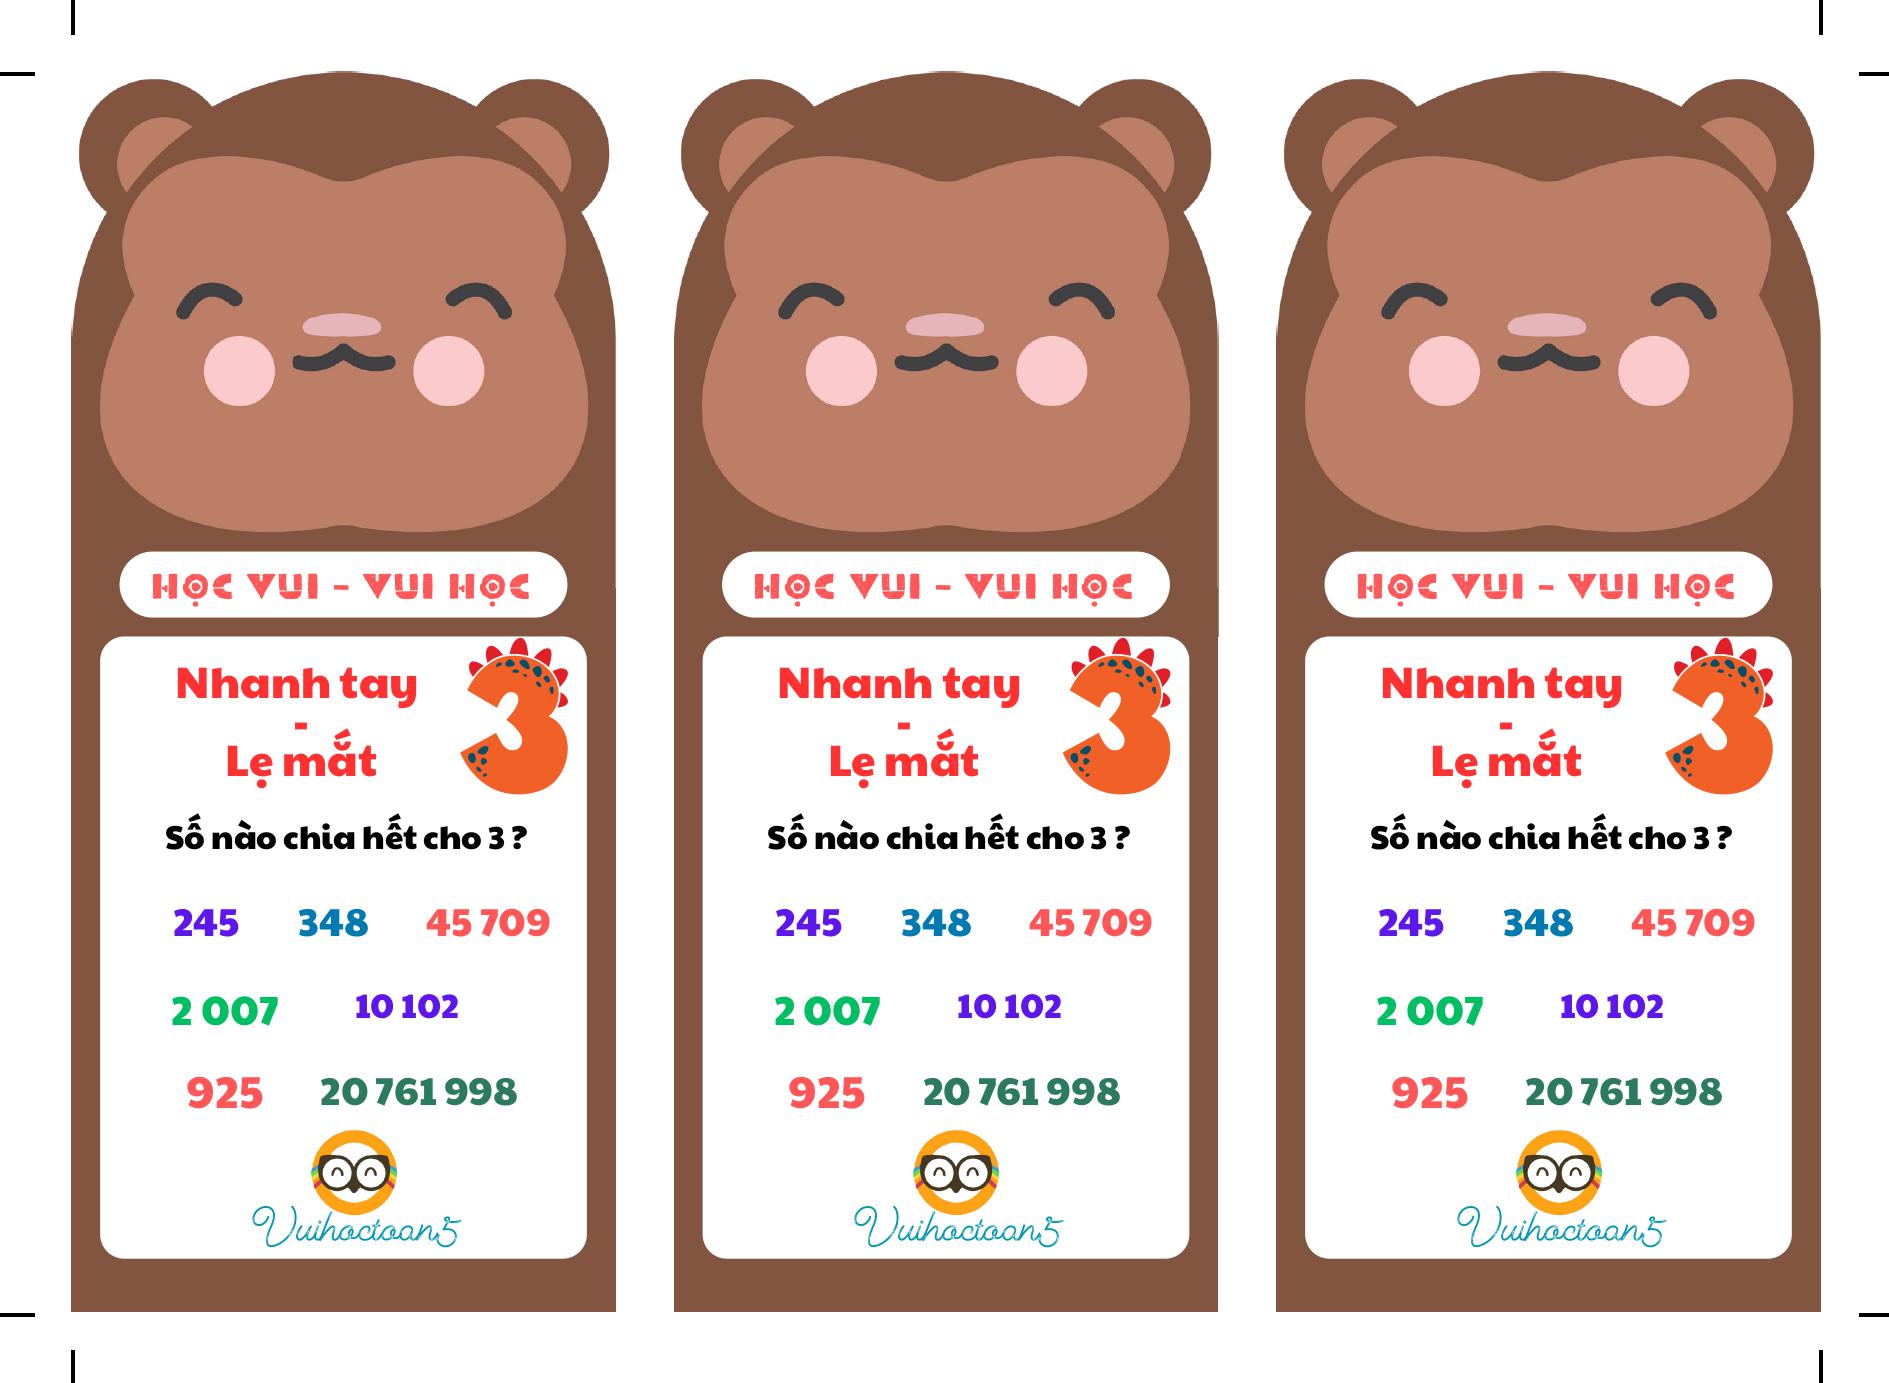 HỌC VUI - VUI HỌC
Nhanh tay
-
Lẹ mắt
3
Số nào chia hết cho 3 ?
245 348 45 709
2 007 10 102
925 20 761 998
Vuihoctoan5
HỌC VUI - VUI HỌC
Nhanh tay
-
Lẹ mắt
3
Số nào chia hết cho 3 ?
245 348 45 709
2 007 10 102
925 20 761 998
Vuihoctoan5
HỌC VUI - VUI HỌC
Nhanh tay
-
Lẹ mắt
3
Số nào chia hết cho 3 ?
245 348 45 709
2 007 10 102
925 20 761 998
Vuihoctoan5